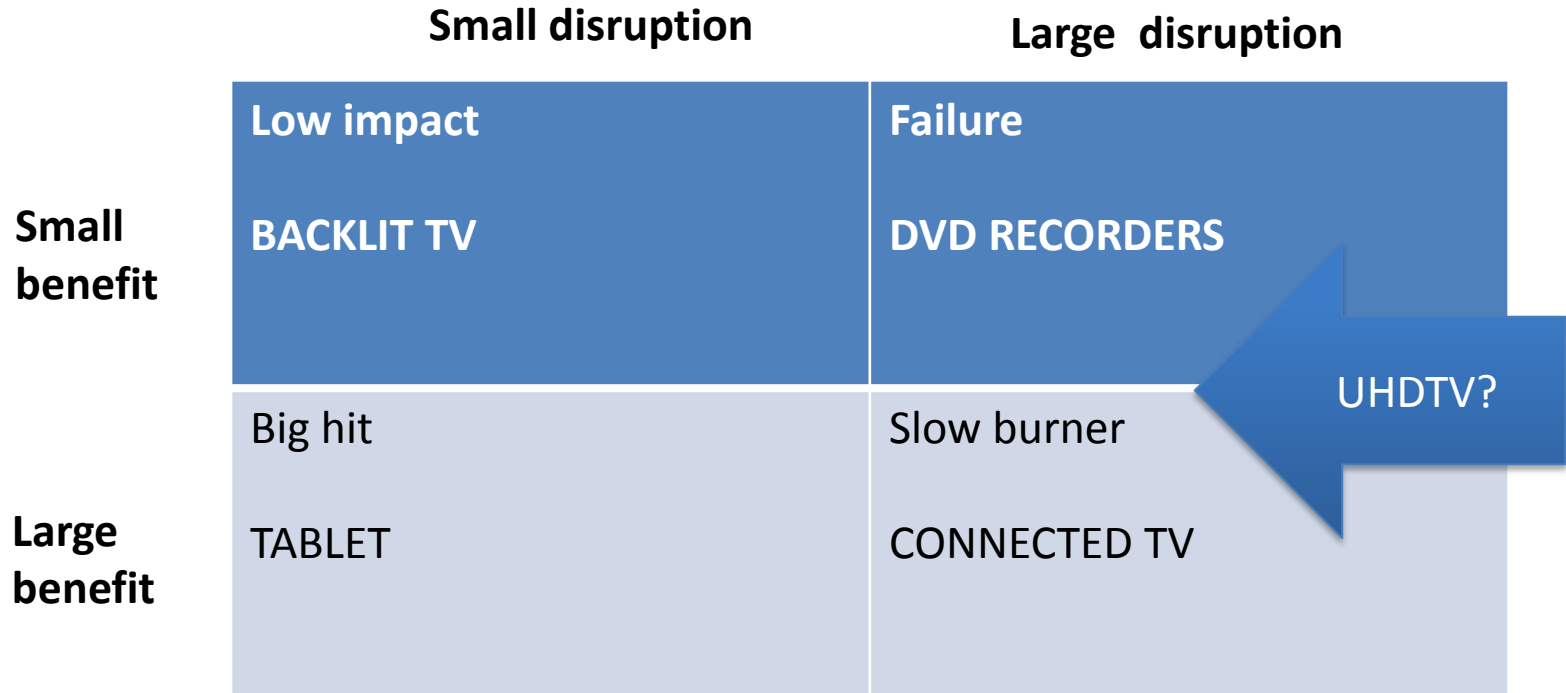 Small disruption
Large disruption
Small
benefit
Low impact
BACKLIT TV
Failure
DVD RECORDERS
UHDTV?
Large
benefit
Big hit
TABLET
Slow burner
CONNECTED TV